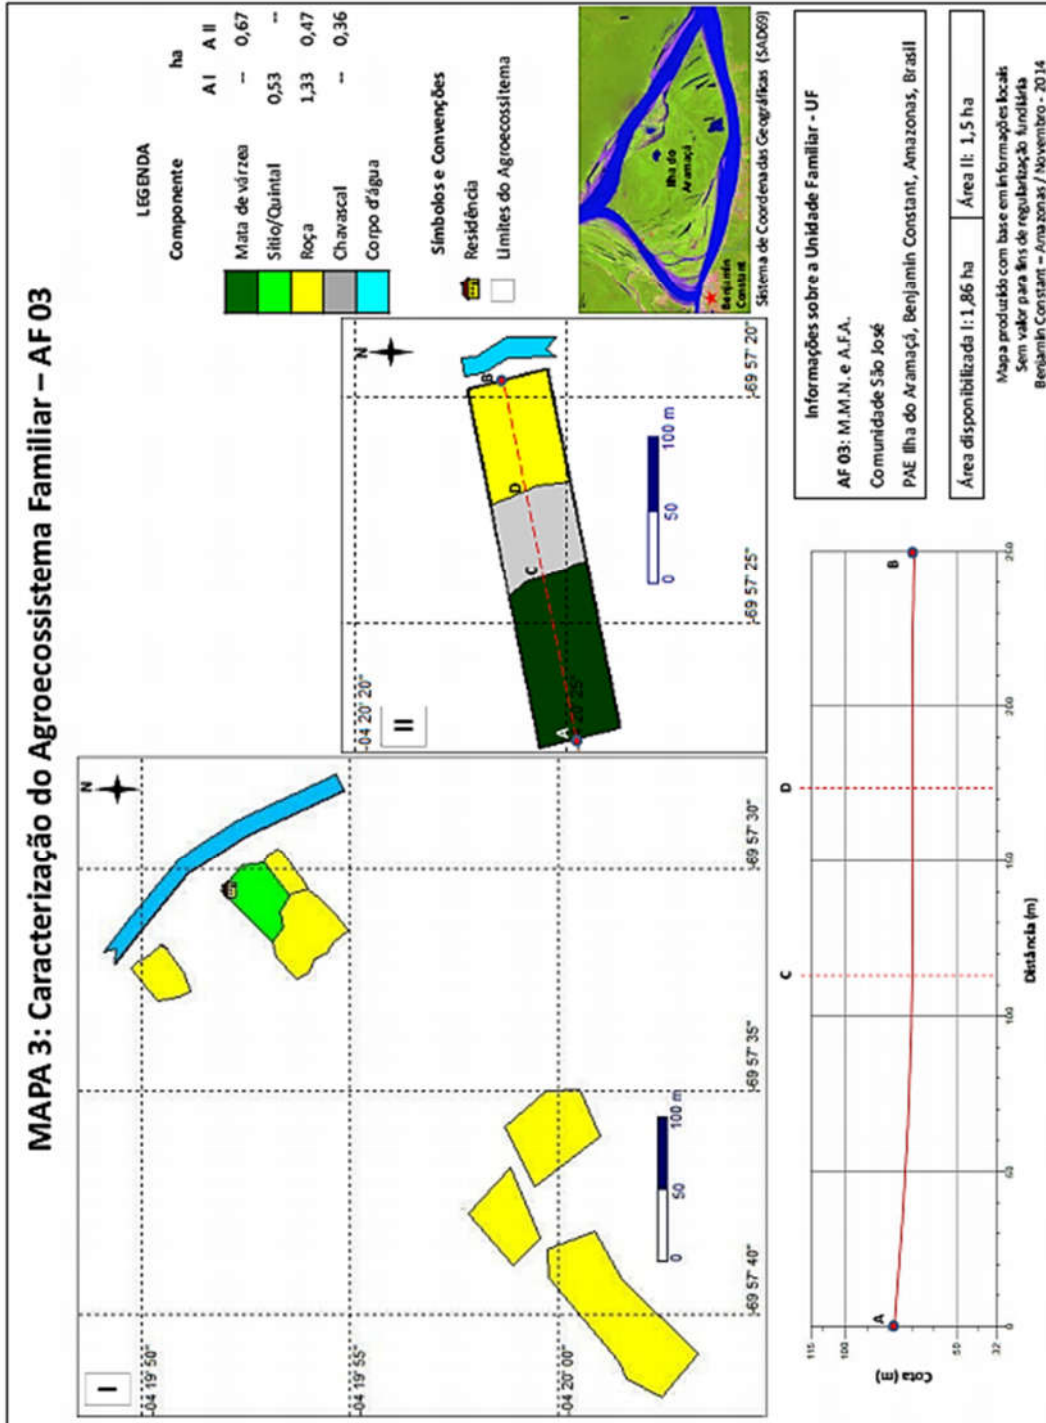 MAPA 3: Caracterização do Agroecossistema Familiar – AF 03
I
N
-04 19' 50"
-04 19' 55"
-04 20' 00"
-69 57' 40"
-69 57' 35"
-69 57' 30"
0 50 100 m
II
N
-04 20' 20"
20' 25"
A
C
D
B
-69 57' 25"
-69 57' 20"
0 50 100 m
LEGENDA
Componente ha
A I A II
Mata de várzea -- 0,67
Sítio/Quintal 0,53 --
Roça 1,33 0,47
Chavascal -- 0,36
Corpo d'água
Símbolos e Convenções
Residência
Limites do Agroecossitema
Ilha do
Aramaçá
Benjamin
Constant
Sistema de Coordenadas Geográficas (SAD69)
Cota (m)
115
100
50
32
A
C
D
B
0 50 100 150 200 250
Distância (m)
Informações sobre a Unidade Familiar - UF
AF 03: M.M.N. e A.F.A.
Comunidade São José
PAE Ilha do Aramaçá, Benjamin Constant, Amazonas, Brasil
Área disponibilizada I: 1,86 ha Área II: 1,5 ha
Mapa produzido com base em informações locais
Sem valor para fins de regularização fundiária
Benjamin Constant – Amazonas / Novembro - 2014